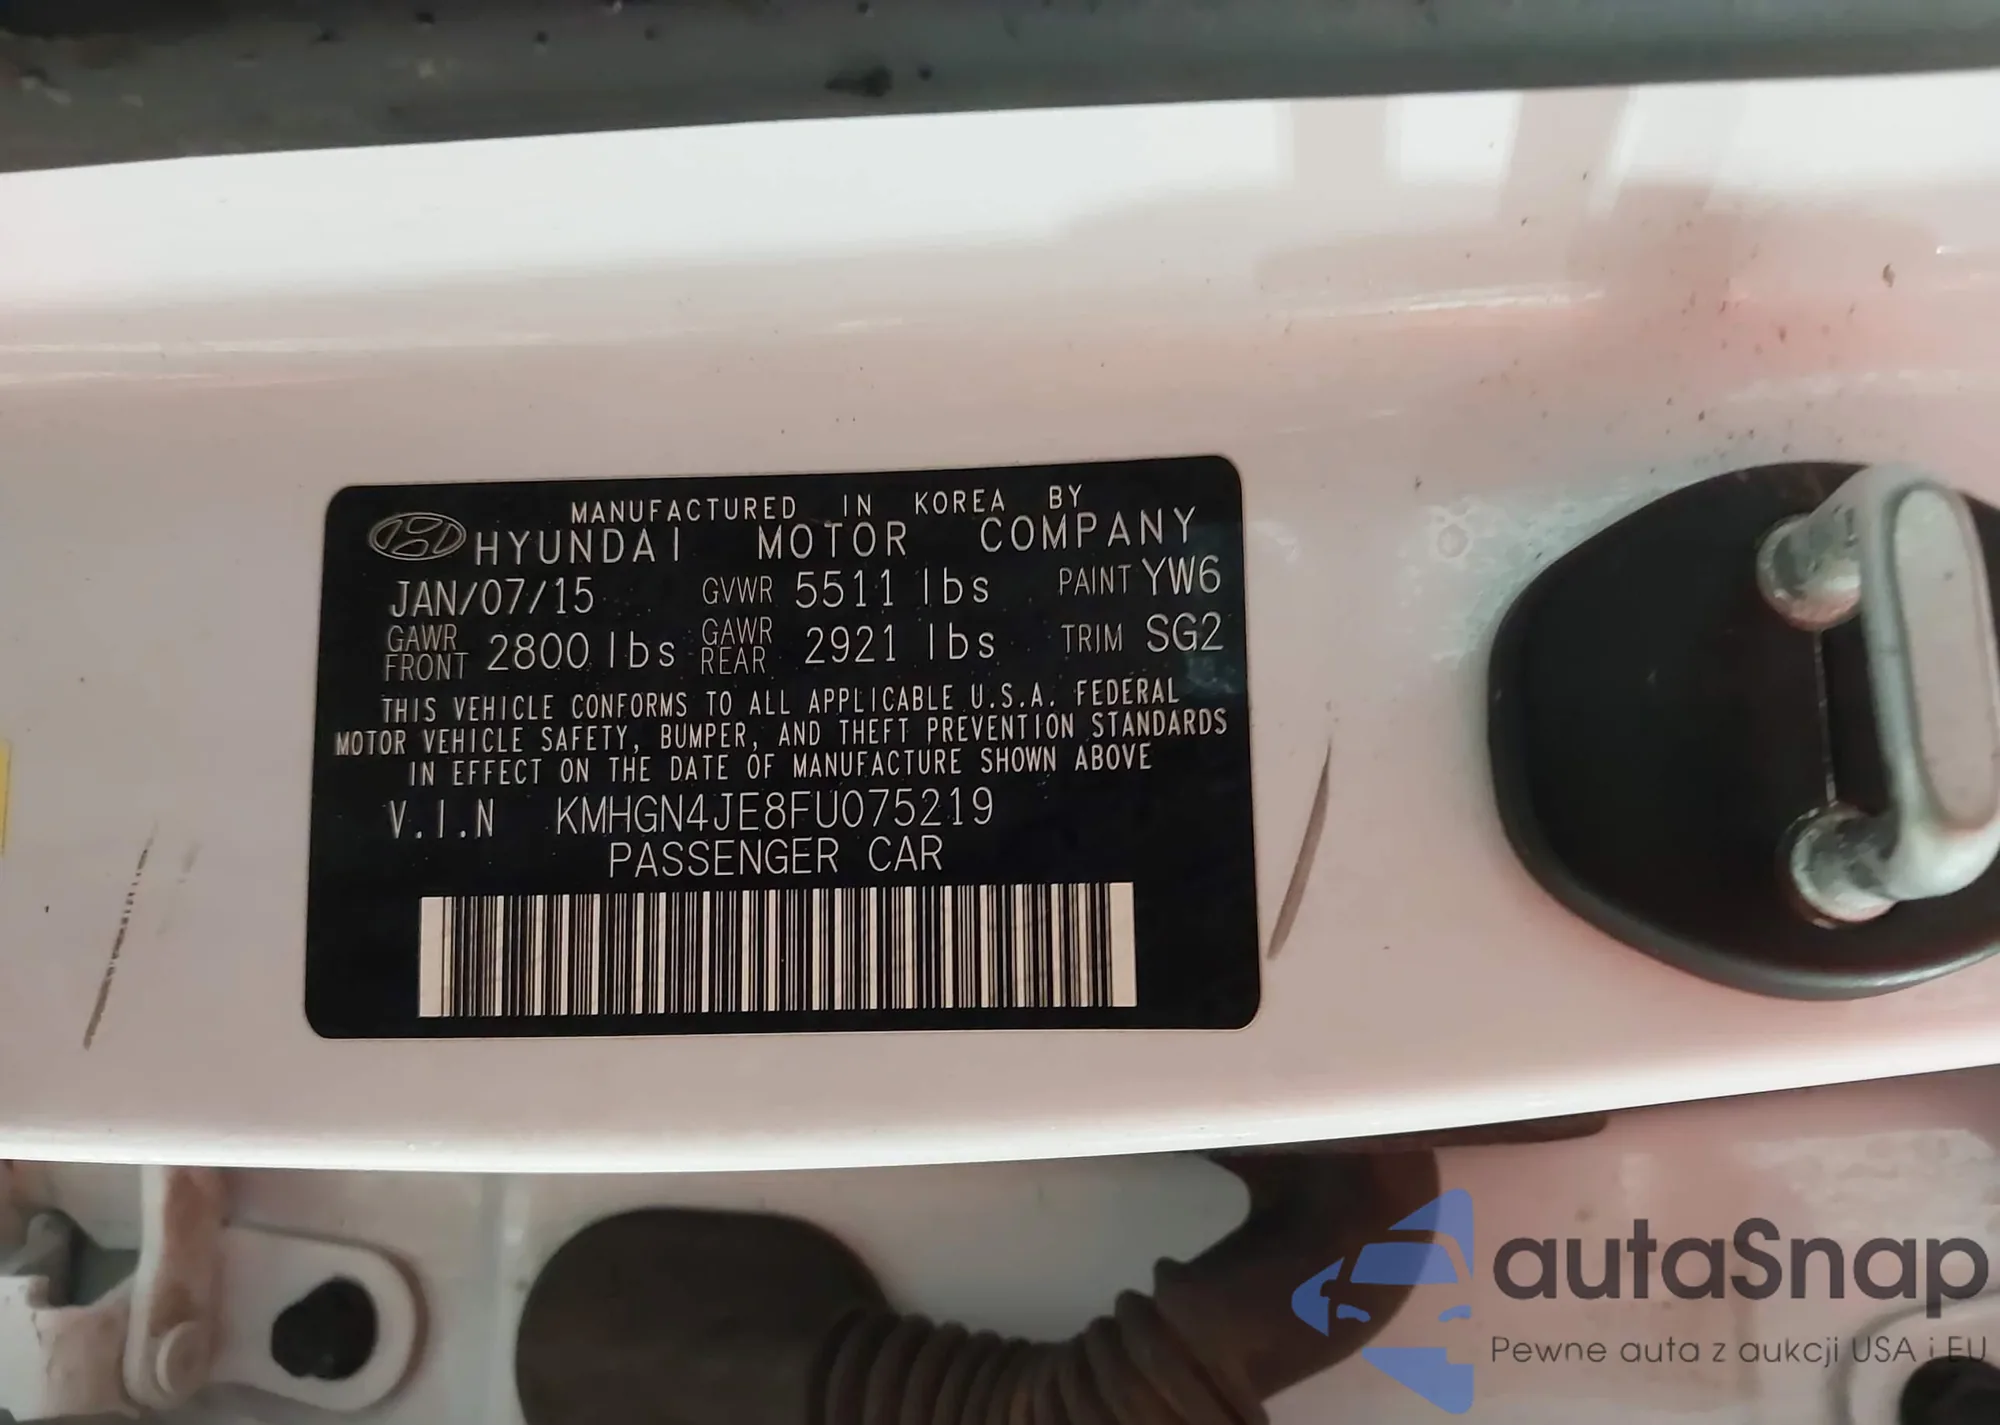 MANUFACTURED IN KOREA BY
HYUNDAI MOTOR COMPANY
JAN/07/15 GVWR 5511 lbs PAINT YW6
GAWR FRONT 2800 lbs GAWR REAR 2921 lbs TRIM SG2
THIS VEHICLE CONFORMS TO ALL APPLICABLE U.S.A. FEDERAL
MOTOR VEHICLE SAFETY, BUMPER, AND THEFT PREVENTION STANDARDS
IN EFFECT ON THE DATE OF MANUFACTURE SHOWN ABOVE
V.I.N KMHGN4JE8FU075219
PASSENGER CAR
autaSnap
Pewne auta z aukcji USA i EU